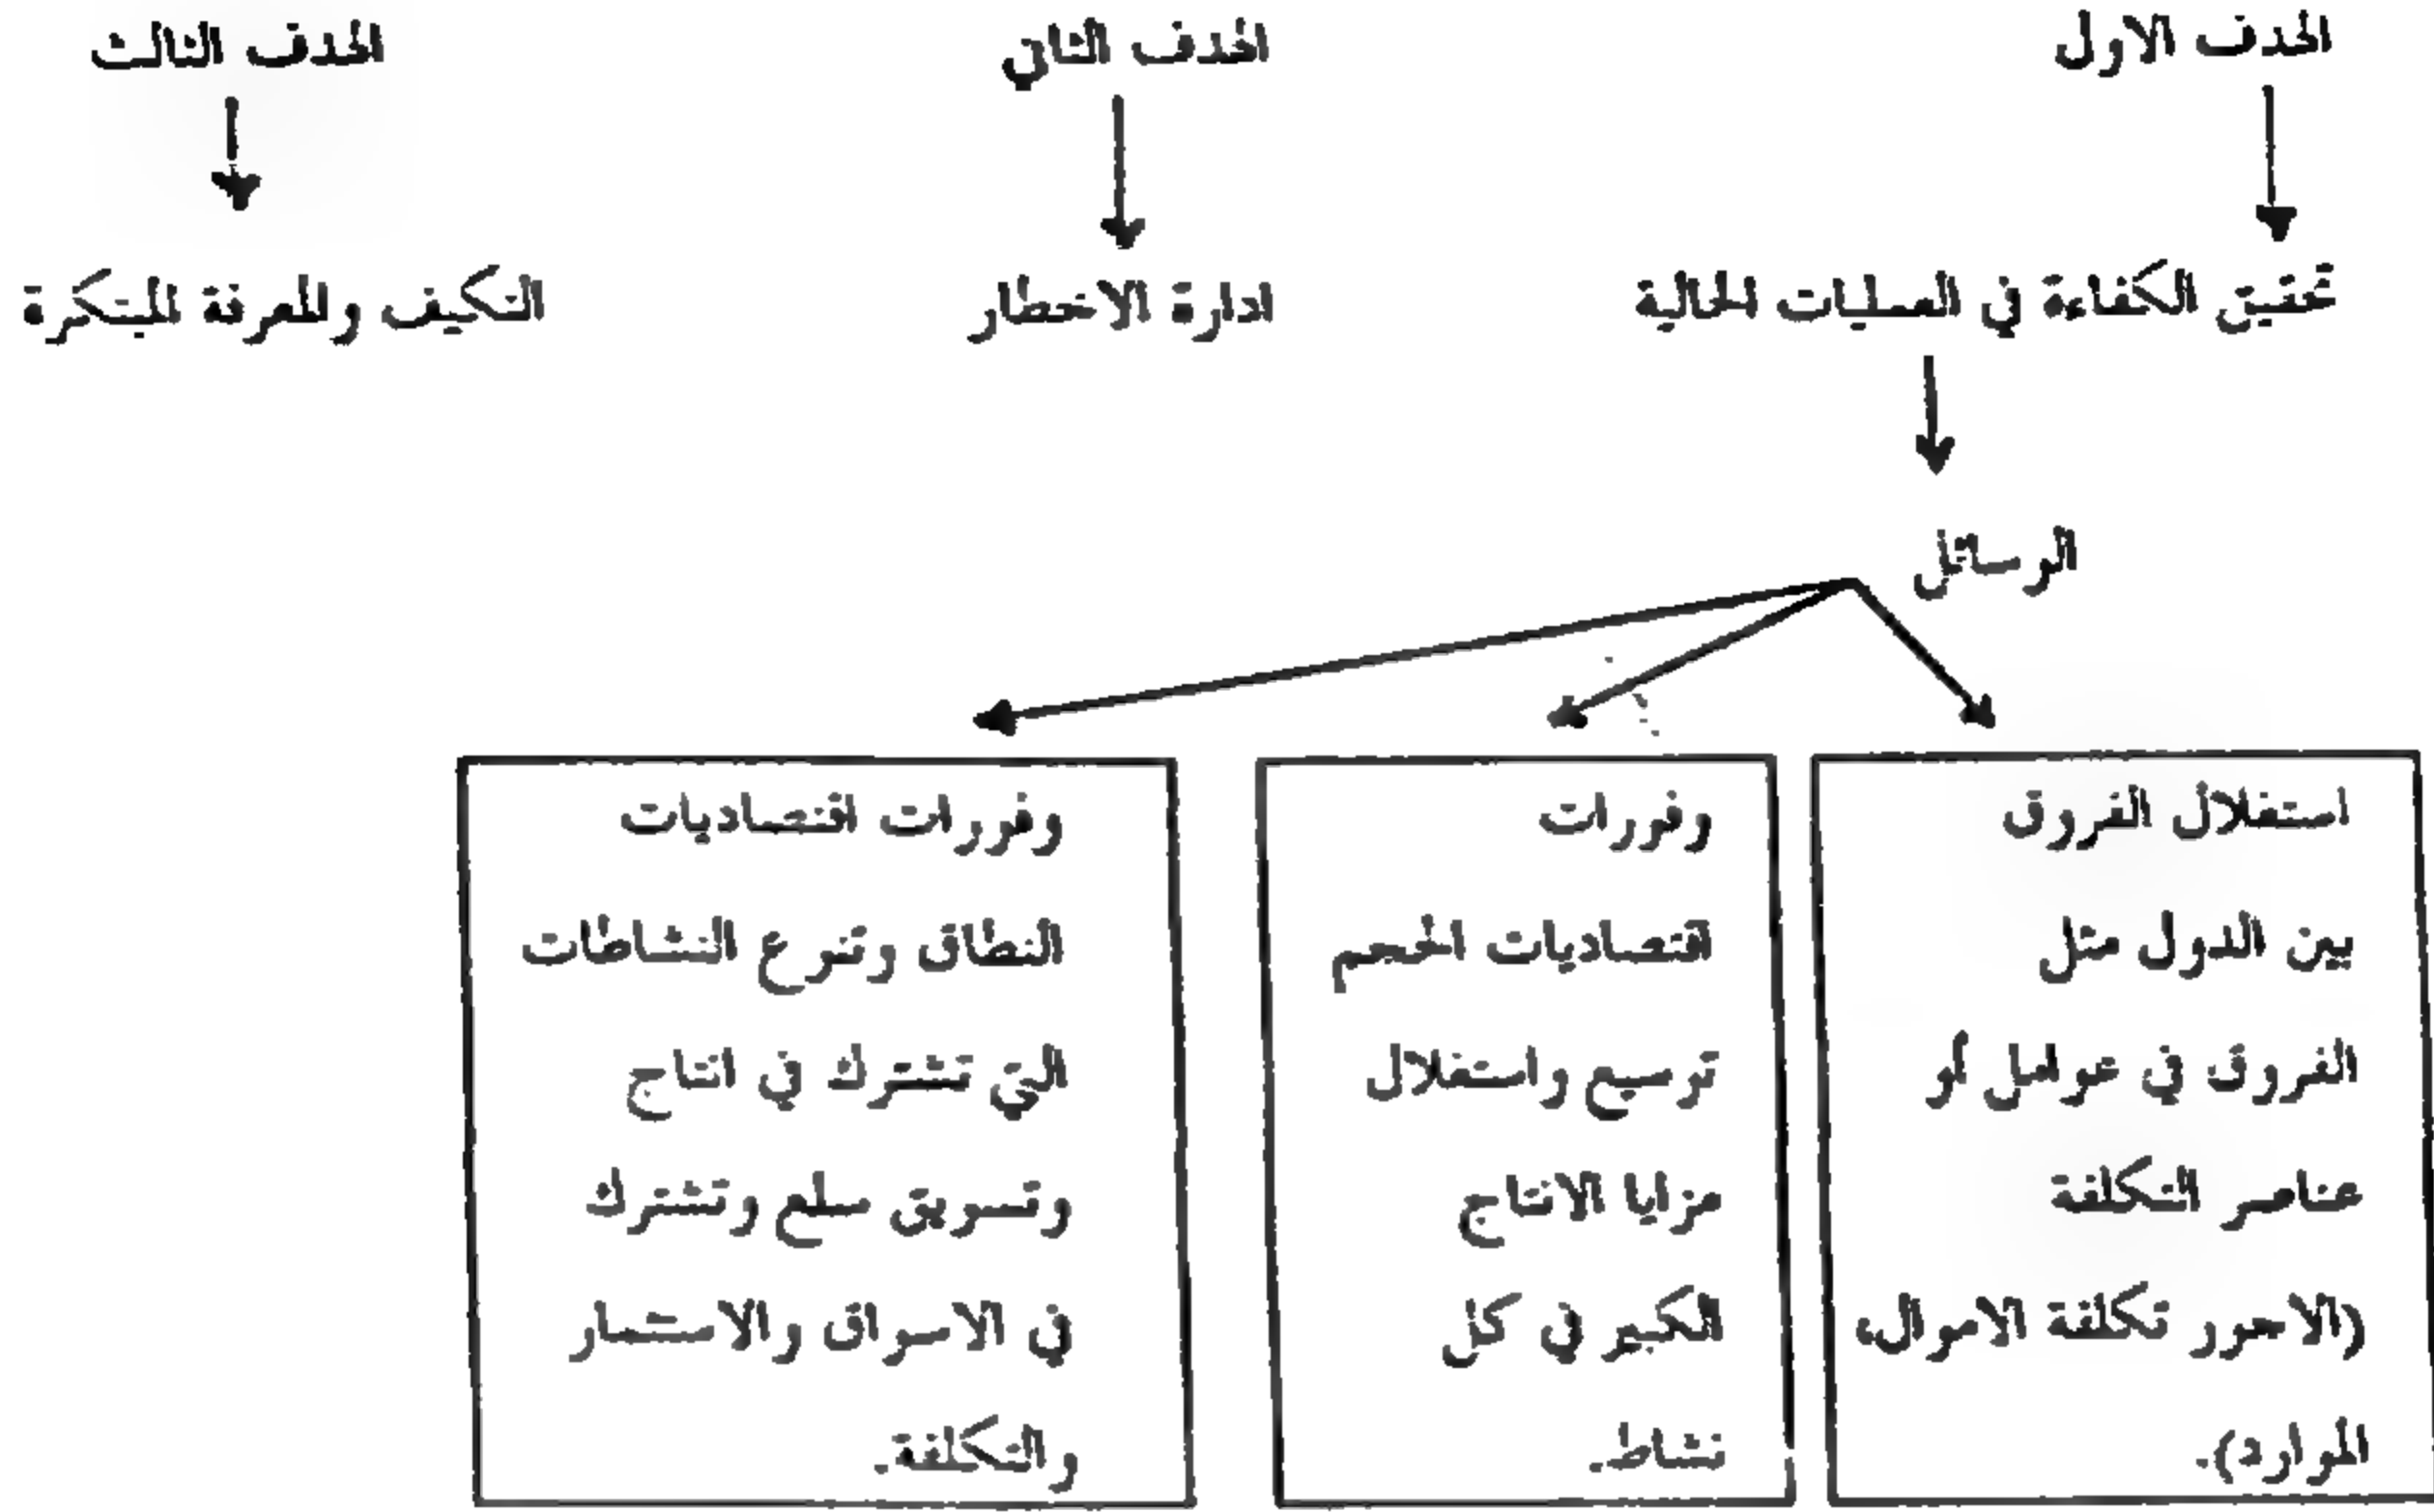 الهدف الاول
الهدف الثاني
الهدف الثالث
تحقيق الكفاءة في العمليات الحالية
ادارة الاخطار
التكيف والمعرفة المبتكرة
الوسائل
استغلال الفروق
بين الدول مثل
الفروق في عوامل او
عناصر التكلفة
(الاجور تكلفة الاموال،
الموارد).
وفورات
اقتصاديات الحجم
توسيع واستغلال
مزايا الانتاج
الكبير في كل
نشاط.
وفورات اقتصاديات
النطاق وتنوع النشاطات
التي تشترك في انتاج
وتسويق سلع وتشترك
في الاسواق والاستثمار
والتكلفة.